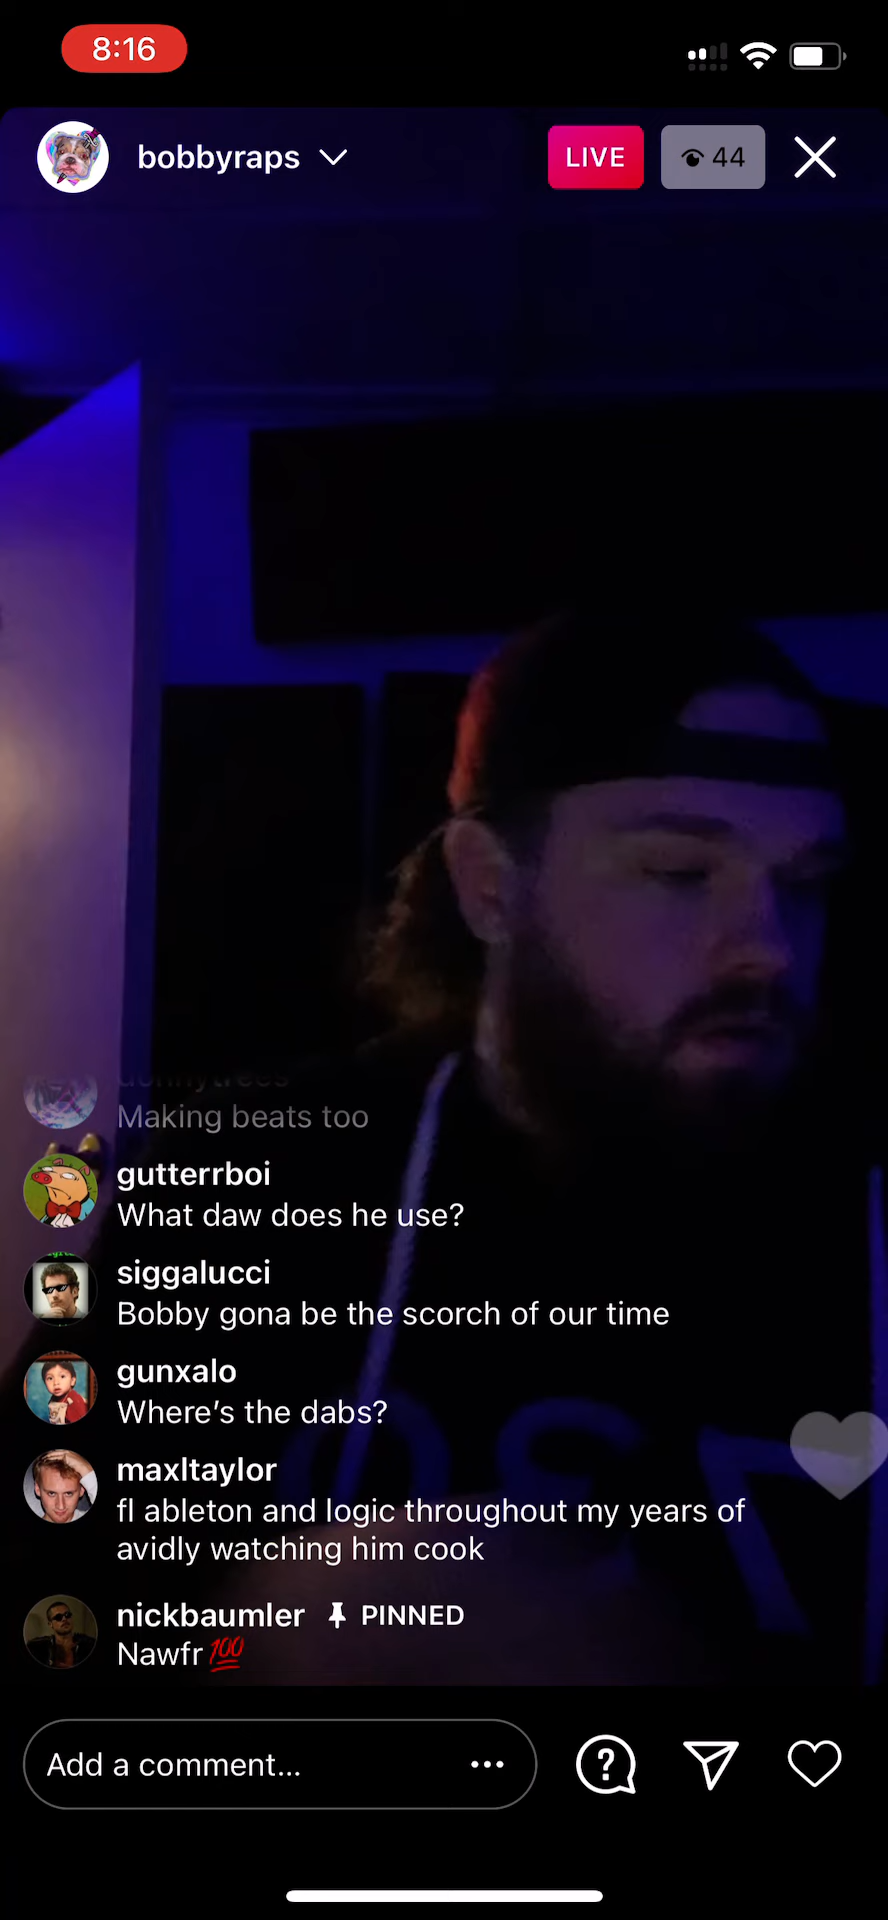 8:16
bobbyraps
LIVE
44
donnytrees
Making beats too
gutterrboi
What daw does he use?
siggalucci
Bobby gona be the scorch of our time
gunxalo
Where's the dabs?
maxltaylor
fl ableton and logic throughout my years of
avidly watching him cook
nickbaumler PINNED
Nawfr 💯
Add a comment...